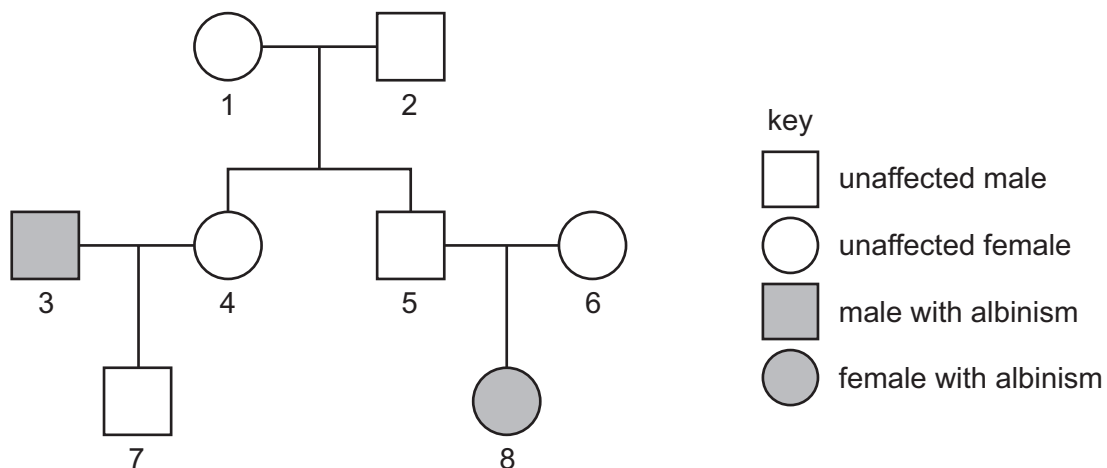 1
2
key
unaffected male
unaffected female
3
4
5
6
male with albinism
female with albinism
7
8